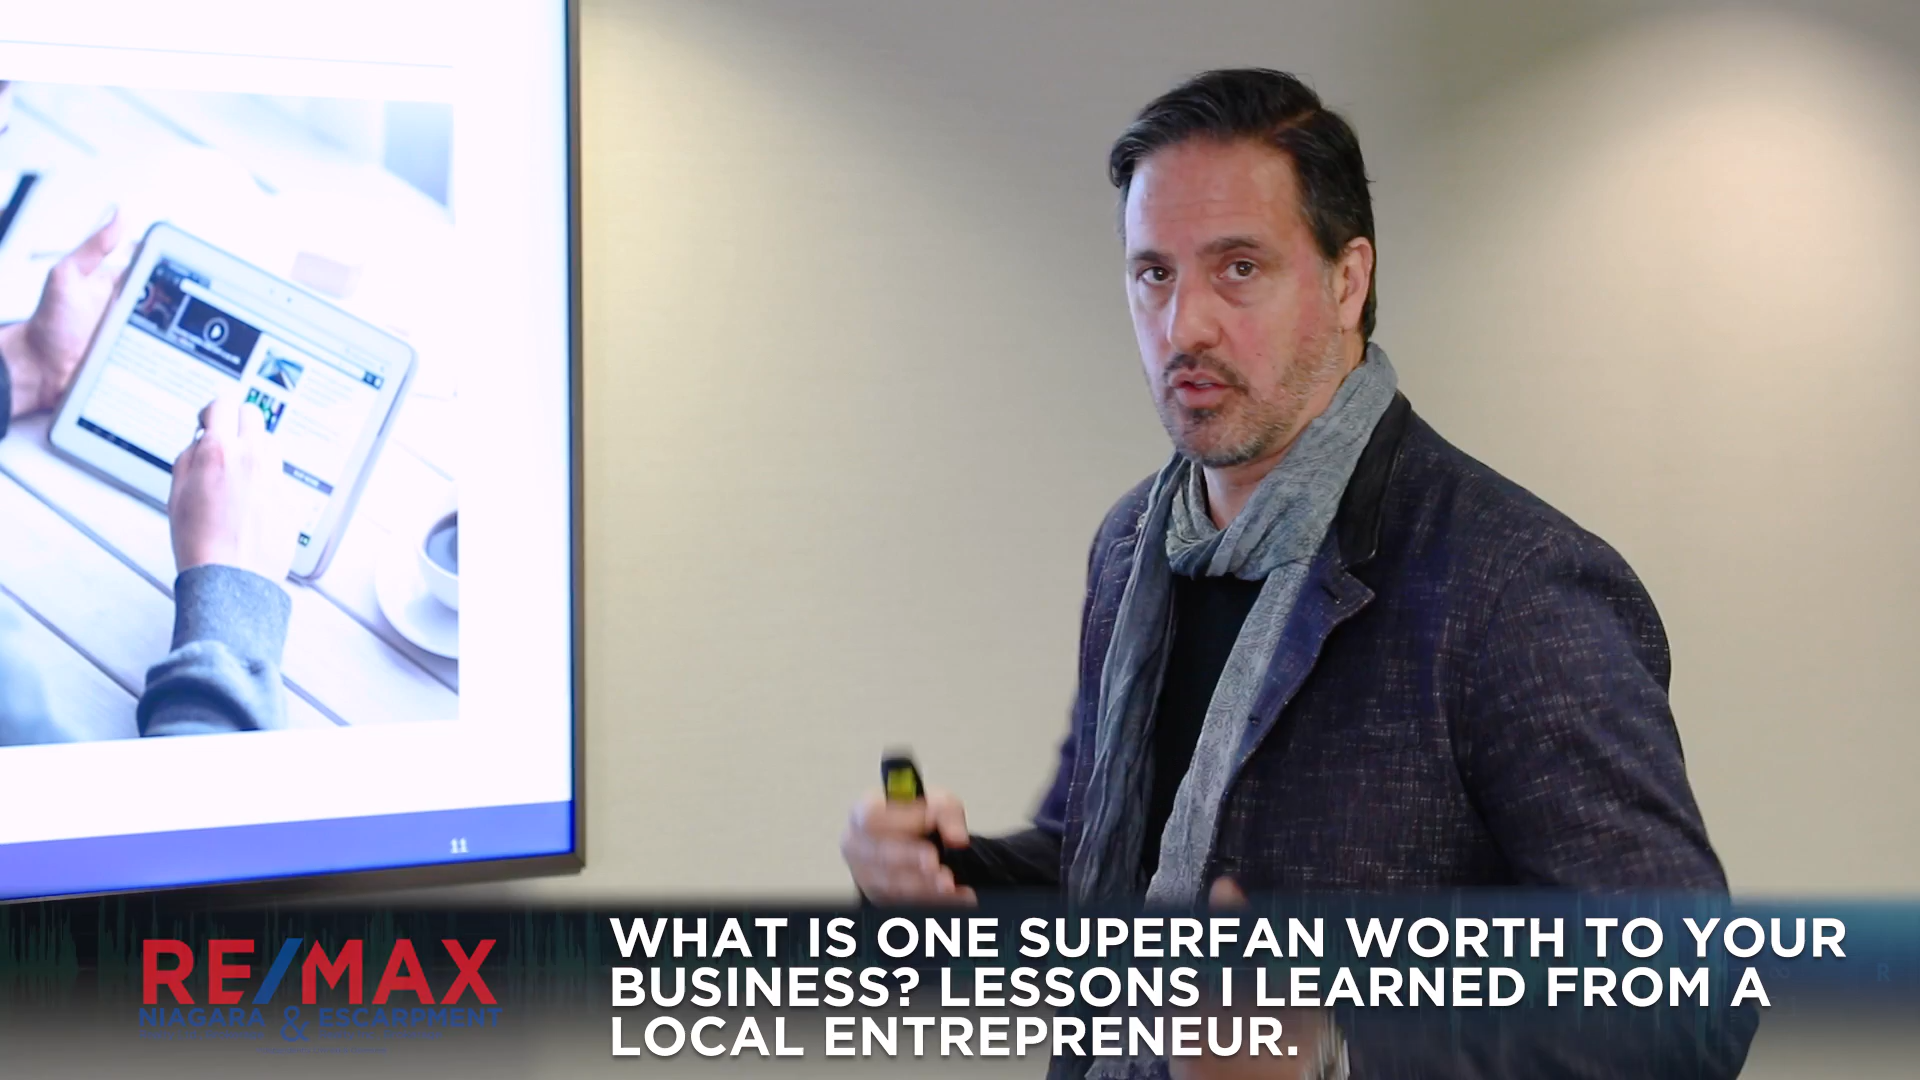 11
RE/MAX
NIAGARA & ESCARPMENT
WHAT IS ONE SUPERFAN WORTH TO YOUR
BUSINESS? LESSONS I LEARNED FROM A
LOCAL ENTREPRENEUR.